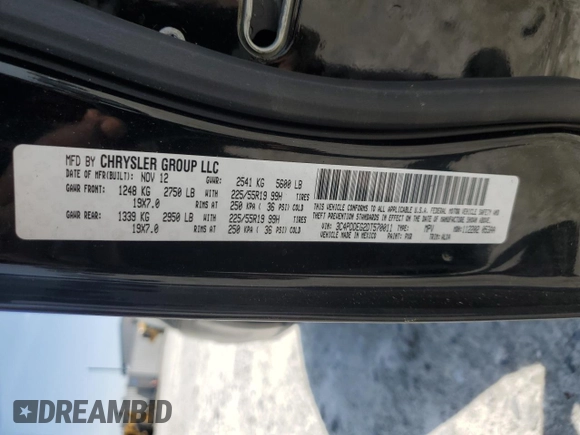 MFD BY CHRYSLER GROUP LLC
DATE OF MFR(BUILT): NOV 12 GVWR: 2541 KG 5600 LB
GAWR FRONT: 1248 KG 2750 LB WITH 225/55R19 99H TIRES
19X7.0 RIMS AT 250 KPA ( 36 PSI) COLD
GAWR REAR: 1339 KG 2950 LB WITH 225/55R19 99H TIRES
19X7.0 RIMS AT 250 KPA ( 36 PSI) COLD
THIS VEHICLE CONFORMS TO ALL APPLICABLE U.S.A. FEDERAL MOTOR VEHICLE SAFETY AND
THEFT PREVENTION STANDARDS IN EFFECT ON THE DATE OF MANUFACTURE SHOWN ABOVE.
VIN: 3C4PDDEG2DT570011 TYPE: MPV
VEHICLE MADE IN MEXICO PAINT: PXR
DREAMBID